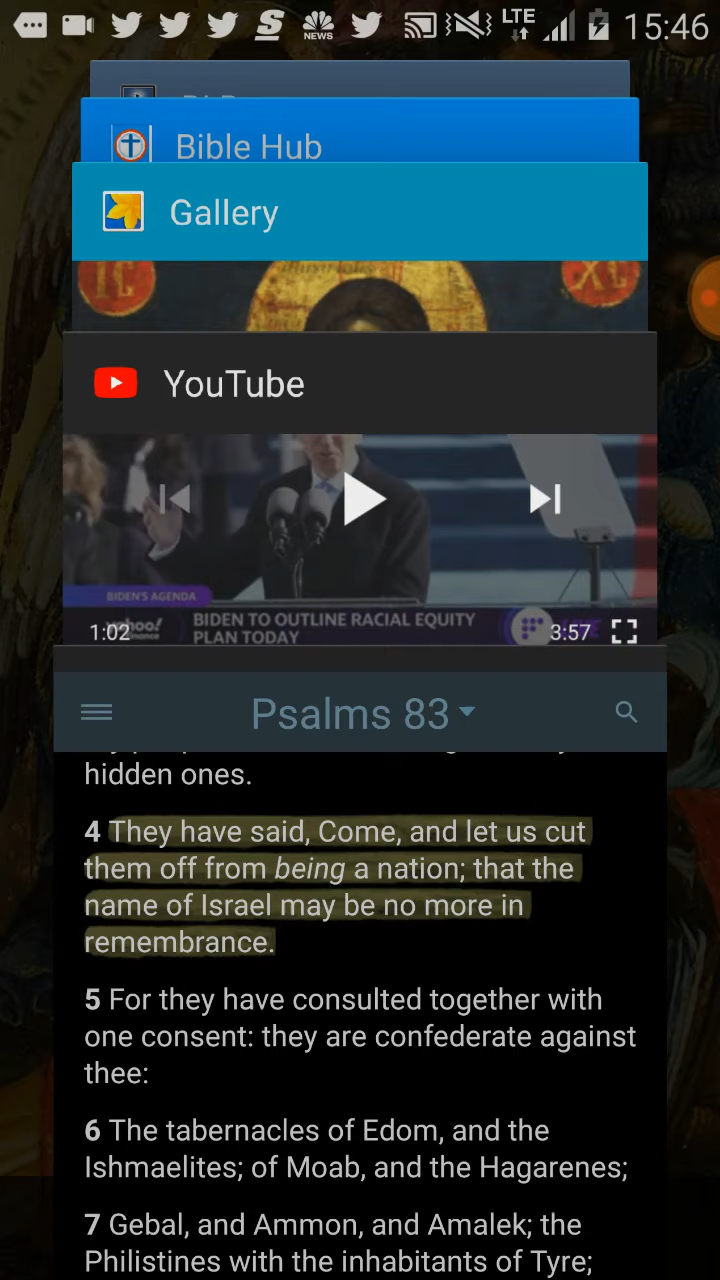 NEWS
LTE
15:46
Bible Hub
Gallery
IC
XC
YouTube
BIDEN'S AGENDA
1:02
yahoo!
finance
BIDEN TO OUTLINE RACIAL EQUITY
PLAN TODAY
3:57
Psalms 83
hidden ones.
4 They have said, Come, and let us cut
them off from being a nation; that the
name of Israel may be no more in
remembrance.
5 For they have consulted together with
one consent: they are confederate against
thee:
6 The tabernacles of Edom, and the
Ishmaelites; of Moab, and the Hagarenes;
7 Gebal, and Ammon, and Amalek; the
Philistines with the inhabitants of Tyre;